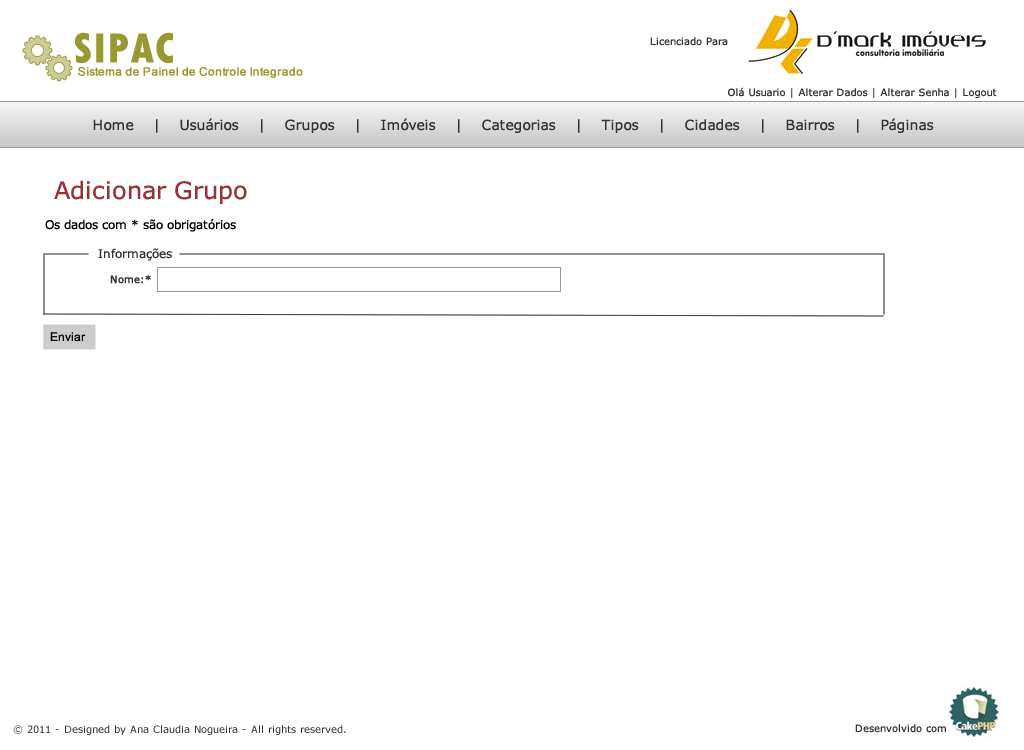 SIPAC
Sistema de Painel de Controle Integrado
Licenciado Para
D'mark imóveis
consultoria imobiliária
Olá Usuario | Alterar Dados | Alterar Senha | Logout
Home | Usuários | Grupos | Imóveis | Categorias | Tipos | Cidades | Bairros | Páginas
Adicionar Grupo
Os dados com * são obrigatórios
Informações
Nome:*
Enviar
© 2011 - Designed by Ana Claudia Nogueira - All rights reserved.
Desenvolvido com
CakePHP